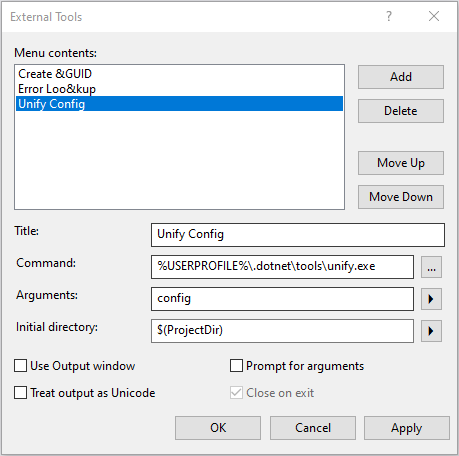 External Tools
Menu contents:
Create &GUID
Error Loo&kup
Unify Config
Add
Delete
Move Up
Move Down
Title:
Unify Config
Command:
%USERPROFILE%\.dotnet\tools\unify.exe
...
Arguments:
config
Initial directory:
$(ProjectDir)
Use Output window
Prompt for arguments
Treat output as Unicode
Close on exit
OK
Cancel
Apply